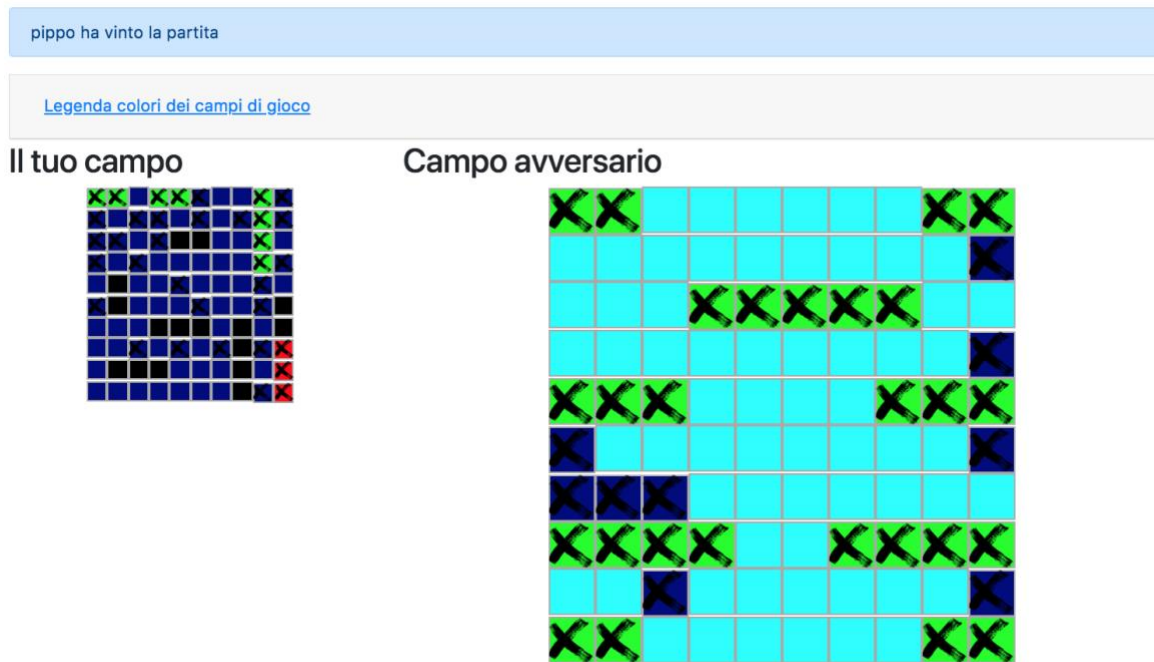 pippo ha vinto la partita
Legenda colori dei campi di gioco
Il tuo campo
Campo avversario